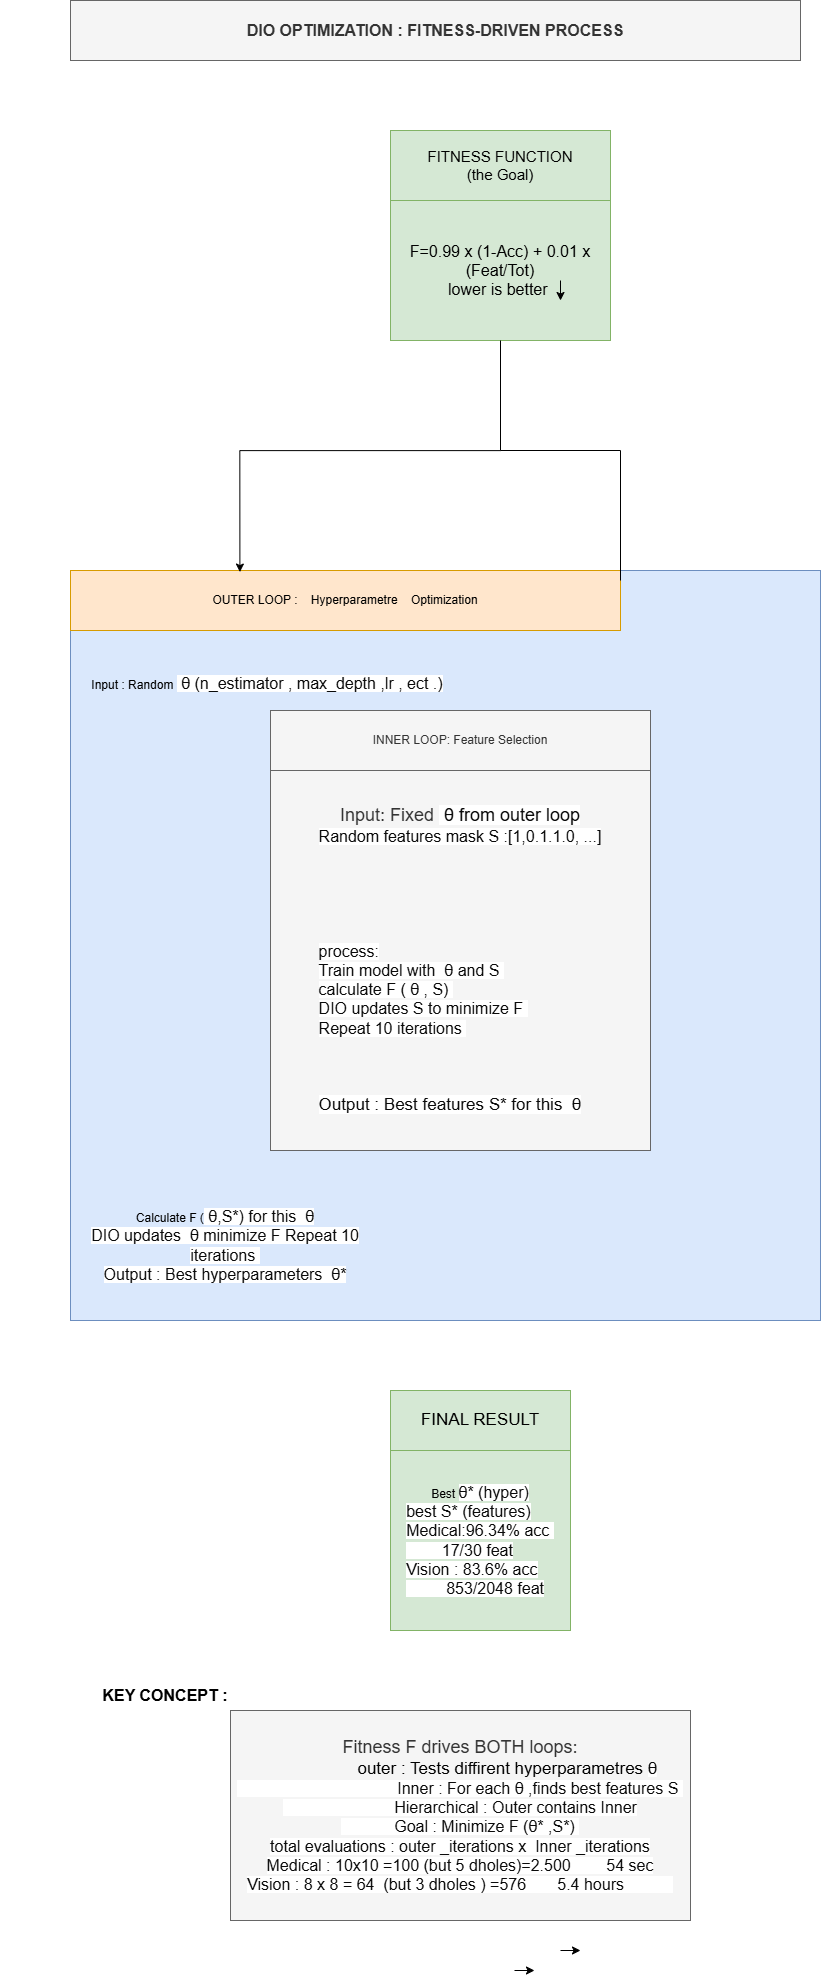 DIO OPTIMIZATION : FITNESS-DRIVEN PROCESS
FITNESS FUNCTION
(the Goal)
F=0.99 x (1-Acc) + 0.01 x
(Feat/Tot)
lower is better
OUTER LOOP : Hyperparametre Optimization
Input : Random θ (n_estimator , max_depth ,lr , ect .)
INNER LOOP: Feature Selection
Input: Fixed θ from outer loop
Random features mask S :[1,0.1.1.0, ...]
process:
Train model with θ and S
calculate F ( θ , S)
DIO updates S to minimize F
Repeat 10 iterations
Output : Best features S* for this θ
Calculate F ( θ,S*) for this θ
DIO updates θ minimize F Repeat 10
iterations
Output : Best hyperparameters θ*
FINAL RESULT
Best θ* (hyper)
best S* (features)
Medical:96.34% acc
17/30 feat
Vision : 83.6% acc
853/2048 feat
KEY CONCEPT :
Fitness F drives BOTH loops:
outer : Tests diffirent hyperparametres θ
Inner : For each θ ,finds best features S
Hierarchical : Outer contains Inner
Goal : Minimize F (θ* ,S*)
total evaluations : outer _iterations x Inner _iterations
Medical : 10x10 =100 (but 5 dholes)=2.500 54 sec
Vision : 8 x 8 = 64 (but 3 dholes ) =576 5.4 hours